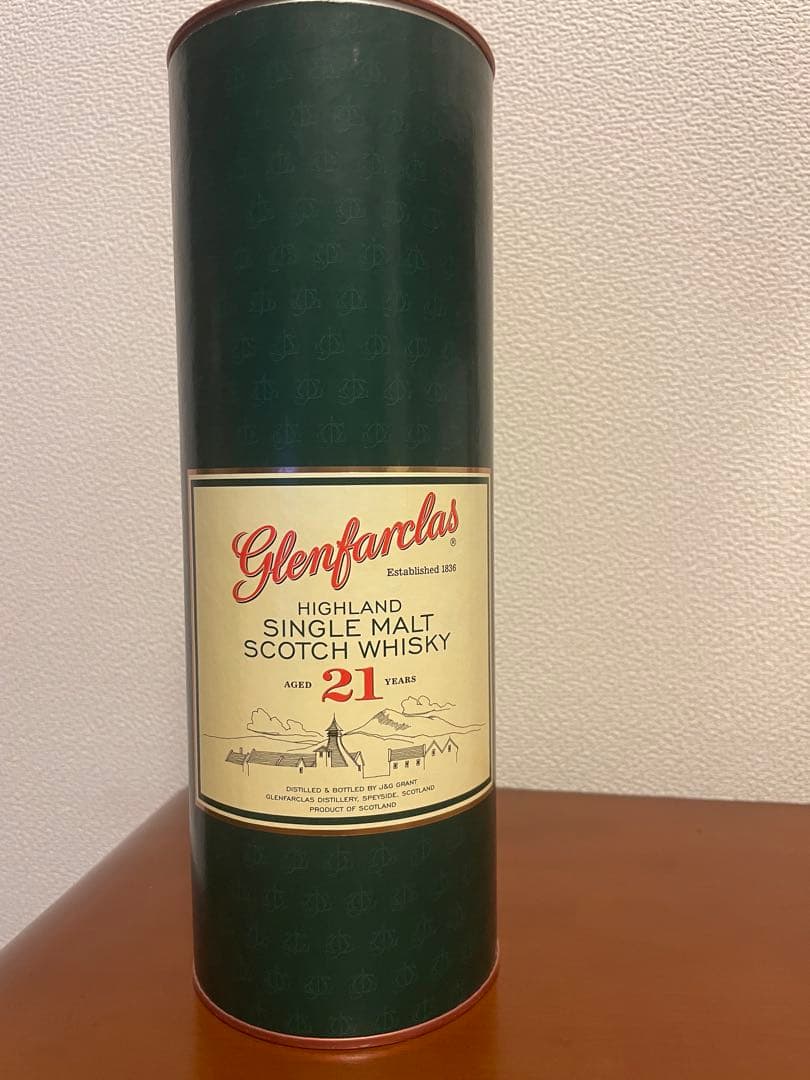 Glenfarclas®
Established 1836
HIGHLAND
SINGLE MALT
SCOTCH WHISKY
AGED 21 YEARS
DISTILLED & BOTTLED BY J&G GRANT
GLENFARCLAS DISTILLERY, SPEYSIDE, SCOTLAND
PRODUCT OF SCOTLAND